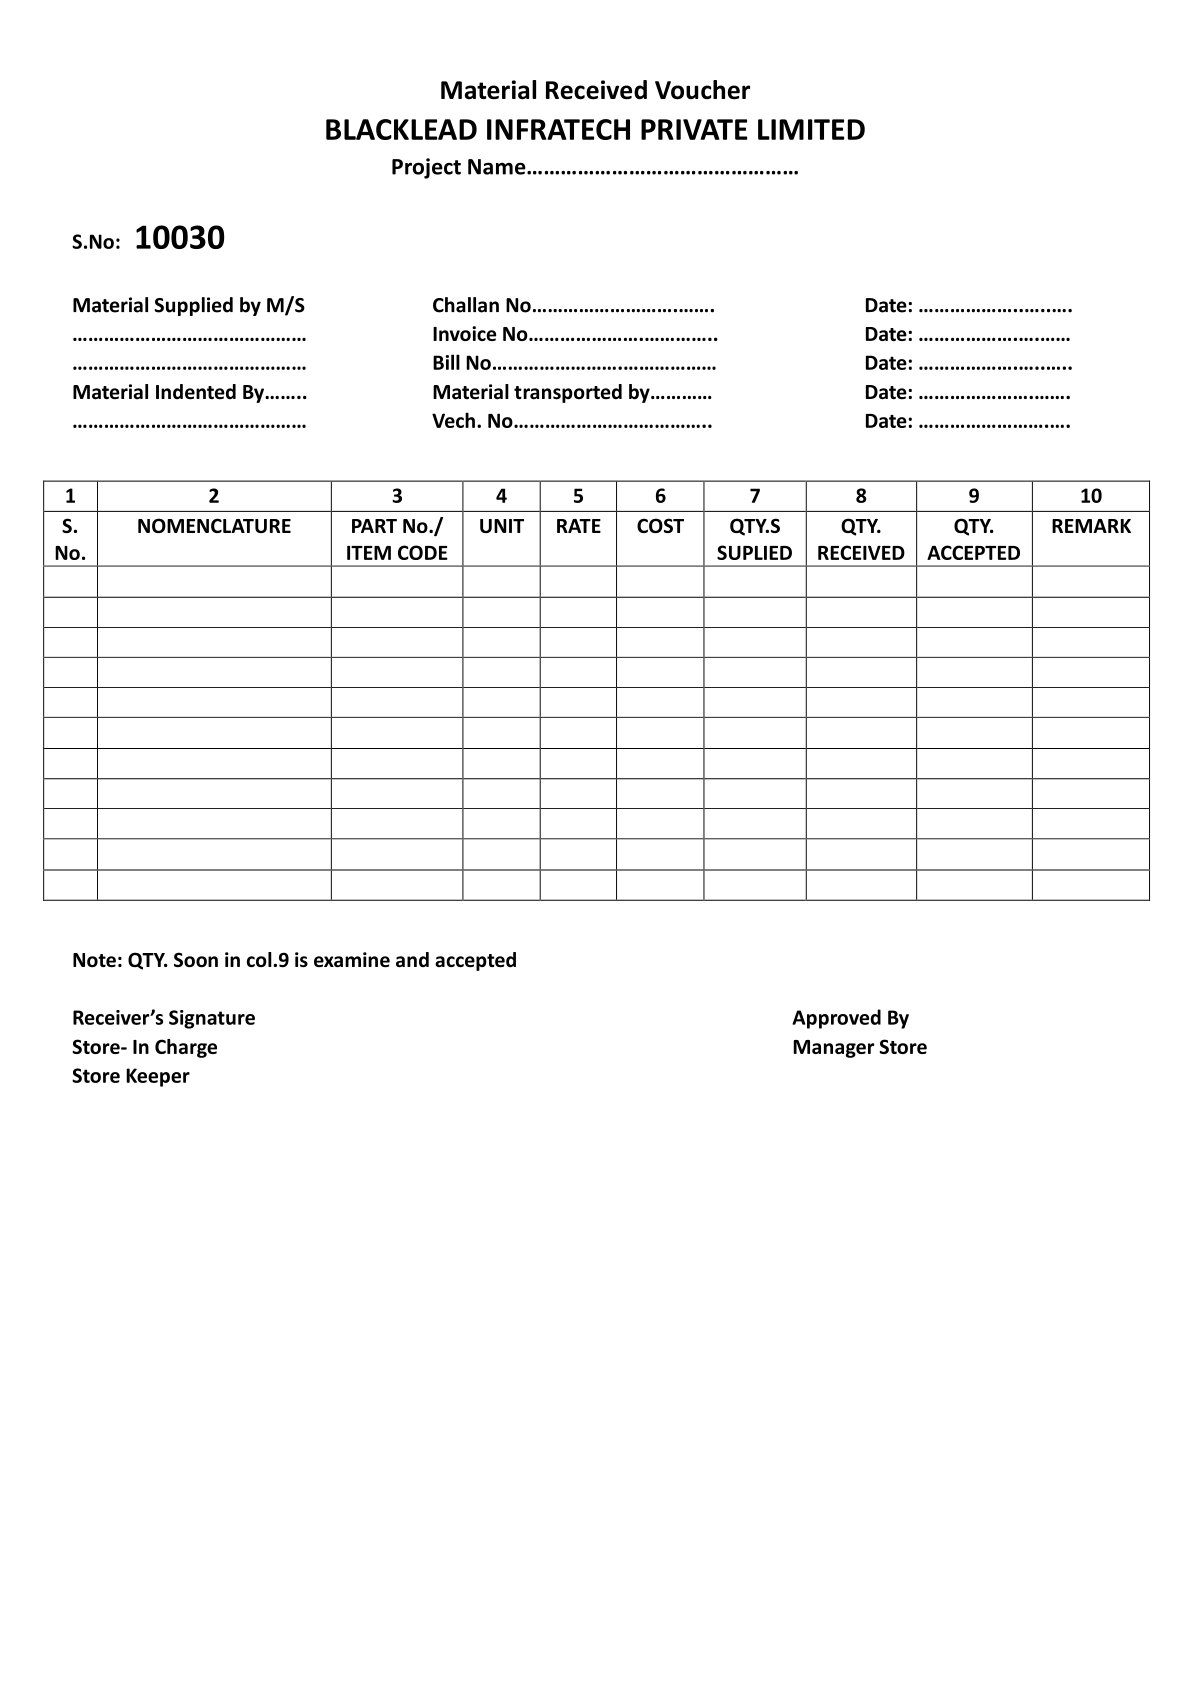 Material Received Voucher
BLACKLEAD INFRATECH PRIVATE LIMITED
Project Name…………………………………………
S.No: 10030
Material Supplied by M/S Challan No……………………….……. Date: ………………..…..….
……………………………………… Invoice No………………….………….. Date: ………………..….……
……………………………………… Bill No…………………….……………… Date: ………………..…..…..
Material Indented By…….. Material transported by………… Date: ………………….…….
……………………………………… Vech. No……………………………….. Date: …………………….….
1 2 3 4 5 6 7 8 9 10
S. NOMENCLATURE PART No./ UNIT RATE COST QTY.S QTY. QTY. REMARK
No. ITEM CODE SUPLIED RECEIVED ACCEPTED
Note: QTY. Soon in col.9 is examine and accepted
Receiver’s Signature Approved By
Store- In Charge Manager Store
Store Keeper